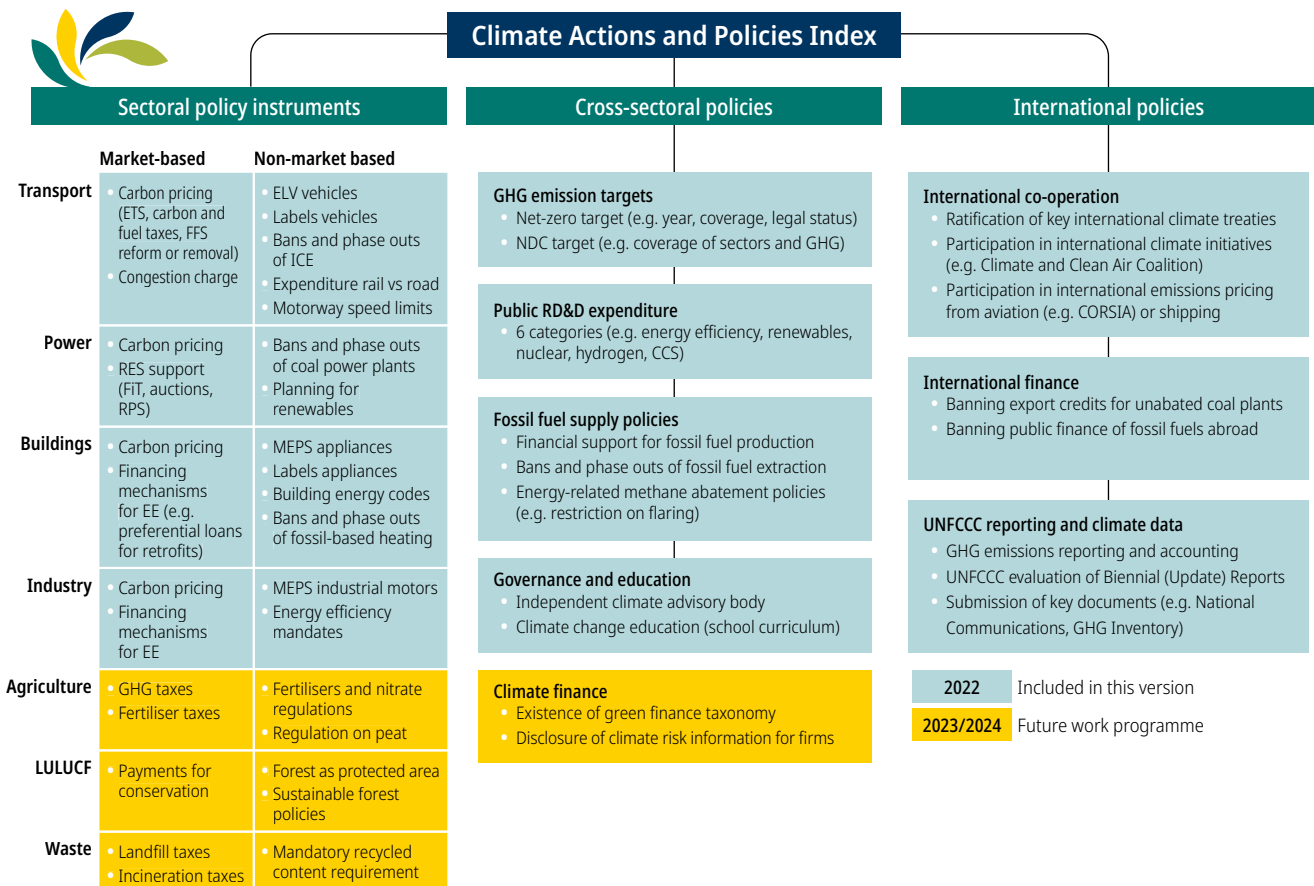 Climate Actions and Policies Index
Sectoral policy instruments
Market-based
Non-market based
Transport
• Carbon pricing
(ETS, carbon and
fuel taxes, FFS
reform or removal)
• Congestion charge
• ELV vehicles
• Labels vehicles
• Bans and phase outs
of ICE
• Expenditure rail vs road
• Motorway speed limits
Power
• Carbon pricing
• RES support
(FiT, auctions,
RPS)
• Bans and phase outs
of coal power plants
• Planning for
renewables
Buildings
• Carbon pricing
• Financing
mechanisms
for EE (e.g.
preferential loans
for retrofits)
• MEPS appliances
• Labels appliances
• Building energy codes
• Bans and phase outs
of fossil-based heating
Industry
• Carbon pricing
• Financing
mechanisms
for EE
• MEPS industrial motors
• Energy efficiency
mandates
Agriculture
• GHG taxes
• Fertiliser taxes
• Fertilisers and nitrate
regulations
• Regulation on peat
LULUCF
• Payments for
conservation
• Forest as protected area
• Sustainable forest
policies
Waste
• Landfill taxes
• Incineration taxes
• Mandatory recycled
content requirement
Cross-sectoral policies
GHG emission targets
• Net-zero target (e.g. year, coverage, legal status)
• NDC target (e.g. coverage of sectors and GHG)
Public RD&D expenditure
• 6 categories (e.g. energy efficiency, renewables,
nuclear, hydrogen, CCS)
Fossil fuel supply policies
• Financial support for fossil fuel production
• Bans and phase outs of fossil fuel extraction
• Energy-related methane abatement policies
(e.g. restriction on flaring)
Governance and education
• Independent climate advisory body
• Climate change education (school curriculum)
Climate finance
• Existence of green finance taxonomy
• Disclosure of climate risk information for firms
International policies
International co-operation
• Ratification of key international climate treaties
• Participation in international climate initiatives
(e.g. Climate and Clean Air Coalition)
• Participation in international emissions pricing
from aviation (e.g. CORSIA) or shipping
International finance
• Banning export credits for unabated coal plants
• Banning public finance of fossil fuels abroad
UNFCCC reporting and climate data
• GHG emissions reporting and accounting
• UNFCCC evaluation of Biennial (Update) Reports
• Submission of key documents (e.g. National
Communications, GHG Inventory)
2022 Included in this version
2023/2024 Future work programme